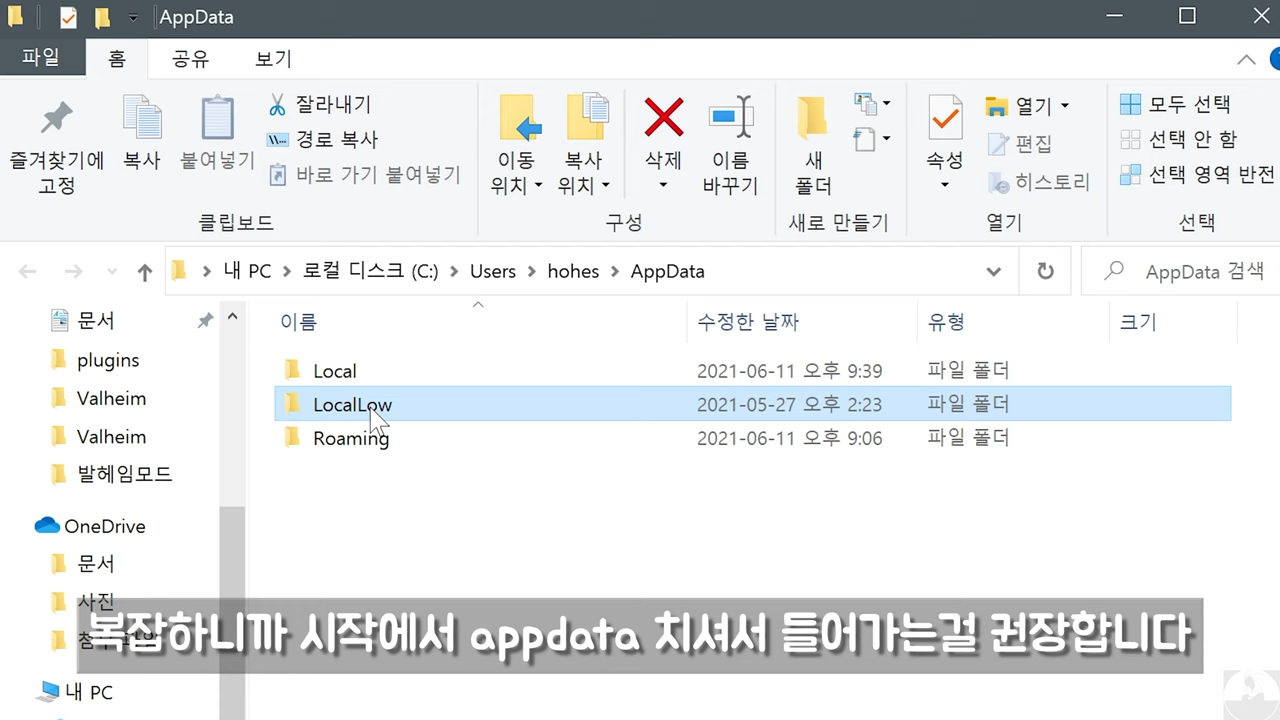 AppData
파일 홈 공유 보기
즐겨찾기에 고정
복사
붙여넣기
잘라내기
경로 복사
바로 가기 붙여넣기
클립보드
이동 위치
복사 위치
삭제
이름 바꾸기
구성
새 폴더
새로 만들기
속성
열기
편집
히스토리
열기
모두 선택
선택 안 함
선택 영역 반전
선택
내 PC > 로컬 디스크 (C:) > Users > hohes > AppData
AppData 검색
문서
plugins
Valheim
Valheim
발헤임모드
OneDrive
문서
사진
내 PC
이름 수정한 날짜 유형 크기
Local 2021-06-11 오후 9:39 파일 폴더
LocalLow 2021-05-27 오후 2:23 파일 폴더
Roaming 2021-06-11 오후 9:06 파일 폴더
복잡하니까 시작에서 appdata 치셔서 들어가는걸 권장합니다